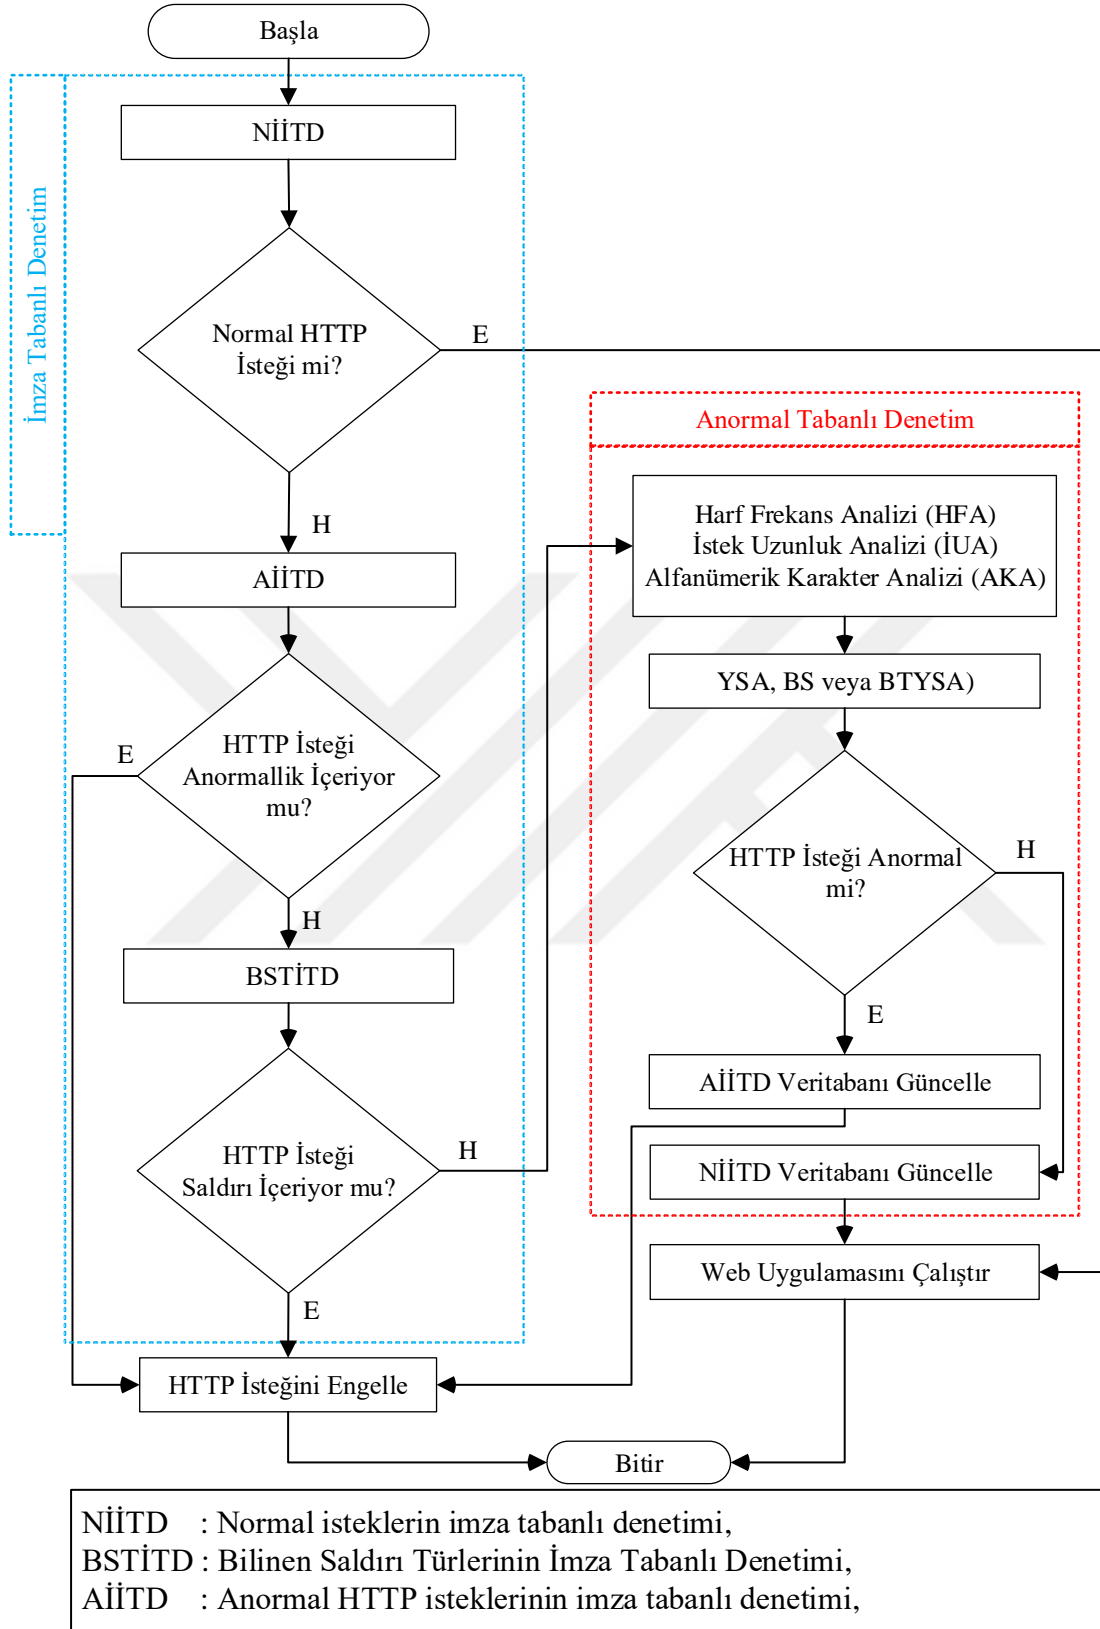 Başla
İmza Tabanlı Denetim
NİİTD
Normal HTTP
İsteği mi?
E
H
AİİTD
HTTP İsteği
Anormallik İçeriyor
mu?
E
H
BSTİTD
HTTP İsteği
Saldırı İçeriyor mu?
H
E
HTTP İsteğini Engelle
Anormal Tabanlı Denetim
Harf Frekans Analizi (HFA)
İstek Uzunluk Analizi (İUA)
Alfanümerik Karakter Analizi (AKA)
YSA, BS veya BTYSA)
HTTP İsteği Anormal
mi?
H
E
AİİTD Veritabanı Güncelle
NİİTD Veritabanı Güncelle
Web Uygulamasını Çalıştır
Bitir
NİİTD : Normal isteklerin imza tabanlı denetimi,
BSTİTD : Bilinen Saldırı Türlerinin İmza Tabanlı Denetimi,
AİİTD : Anormal HTTP isteklerinin imza tabanlı denetimi,